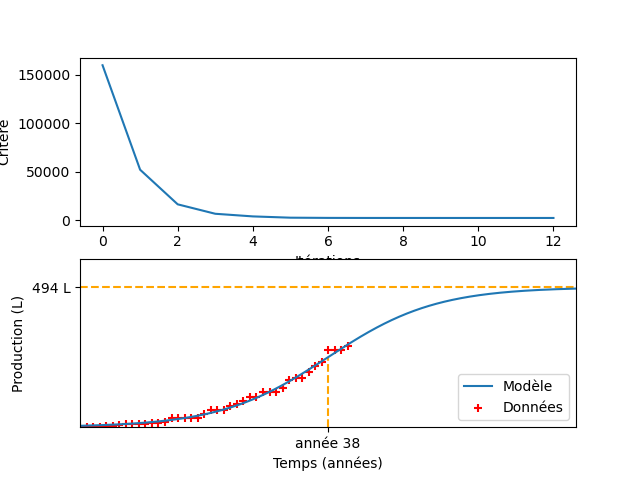 150000
100000
50000
0
Critère
0 2 4 6 8 10 12
Itérations
494 L
Production (L)
Modèle
Données
année 38
Temps (années)